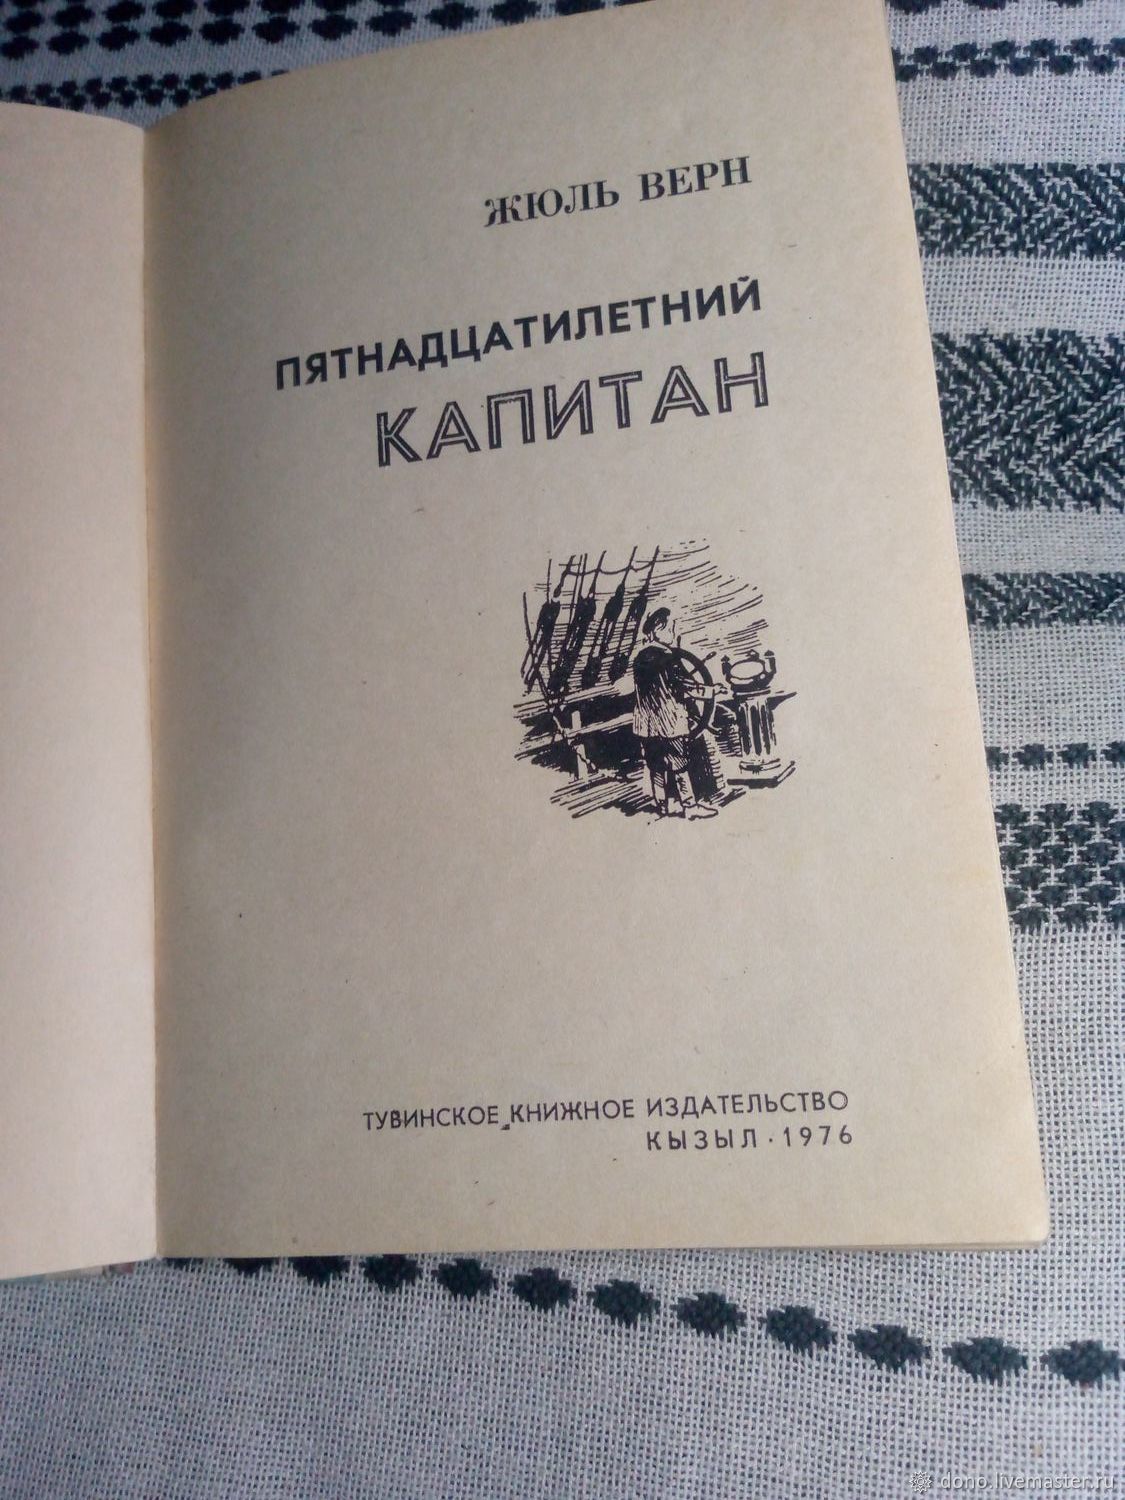 ЖЮЛЬ ВЕРН
ПЯТНАДЦАТИЛЕТНИЙ
КАПИТАН
ТУВИНСКОЕ КНИЖНОЕ ИЗДАТЕЛЬСТВО
КЫЗЫЛ · 1976
dono.livemaster.ru